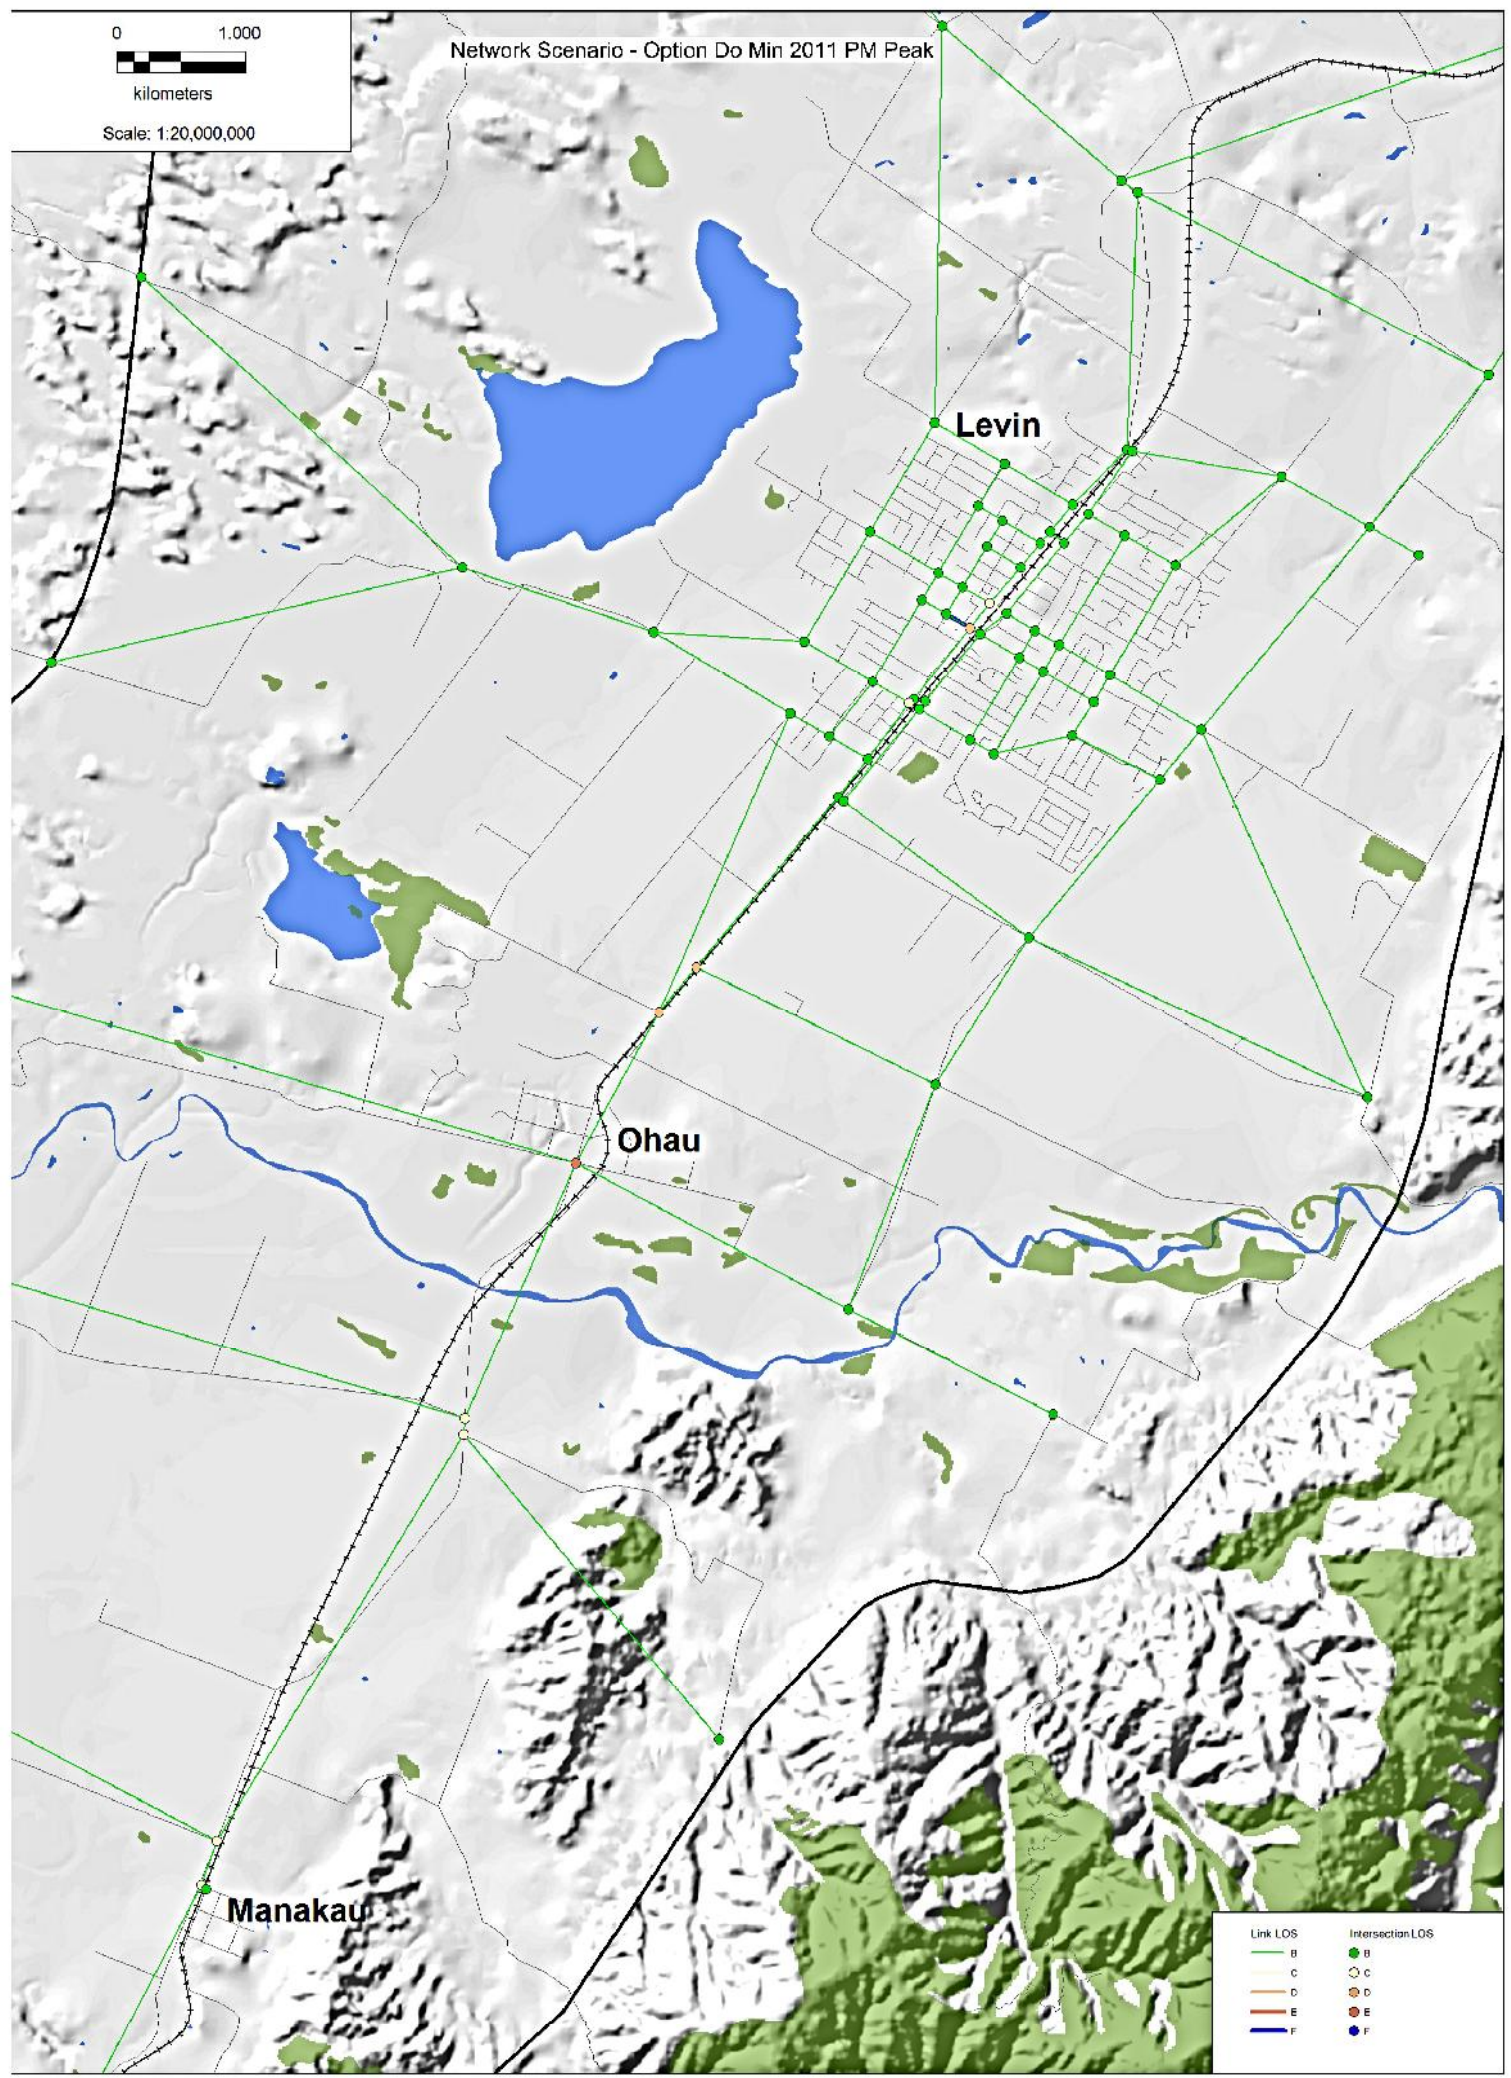 0 1.000
kilometers
Scale: 1:20,000,000
Network Scenario - Option Do Min 2011 PM Peak
Levin
Ohau
Manakau
Link LOS Intersection LOS
B B
C C
D D
E E
F F